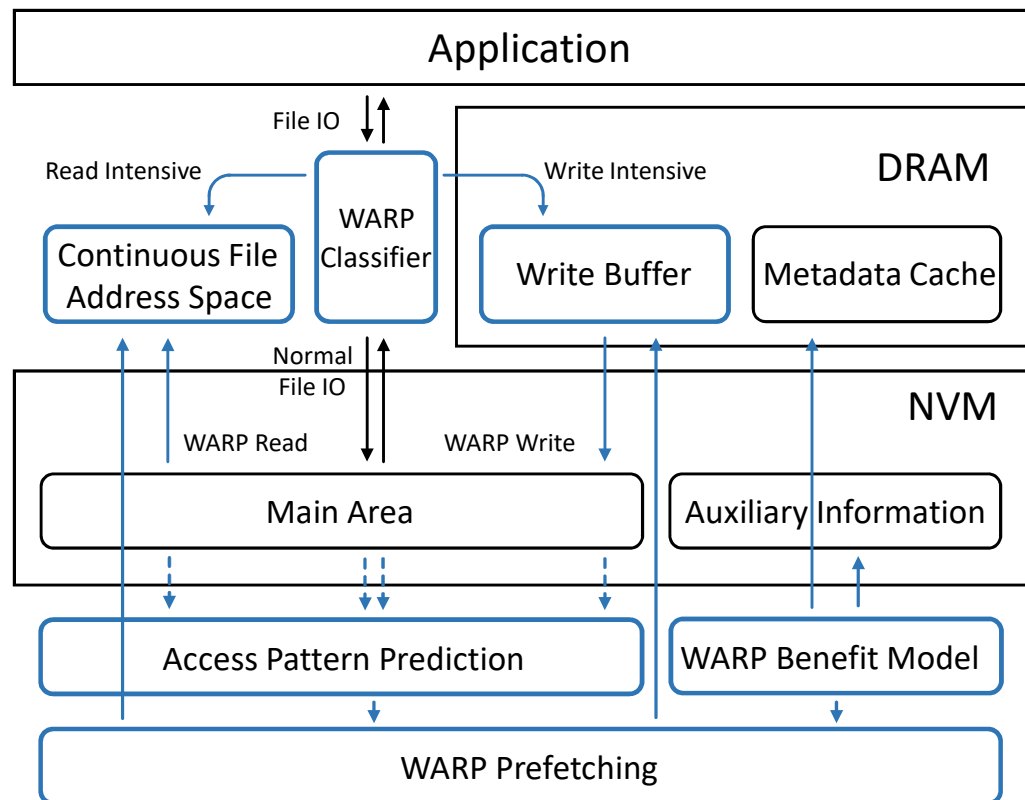 Application
File IO
Read Intensive
WARP
Classifier
Write Intensive
DRAM
Continuous File
Address Space
Write Buffer
Metadata Cache
Normal
File IO
NVM
WARP Read
WARP Write
Main Area
Auxiliary Information
Access Pattern Prediction
WARP Benefit Model
WARP Prefetching